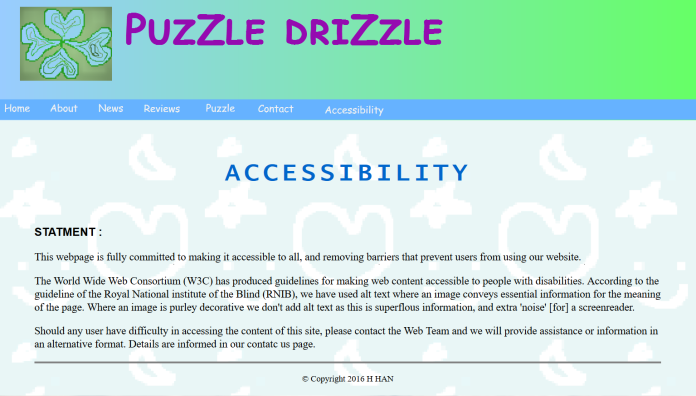 PuzZle driZzle
Home About News Reviews Puzzle Contact Accessibility
ACCESSIBILITY
STATMENT :
This webpage is fully committed to making it accessible to all, and removing barriers that prevent users from using our website.
The World Wide Web Consortium (W3C) has produced guidelines for making web content accessible to people with disabilities. According to the
guideline of the Royal National institute of the Blind (RNIB), we have used alt text where an image conveys essential information for the meaning
of the page. Where an image is purley decorative we don't add alt text as this is superflous information, and extra 'noise' [for] a screenreader.
Should any user have difficulty in accessing the content of this site, please contact the Web Team and we will provide assistance or information in
an alternative format. Details are informed in our contatc us page.
© Copyright 2016 H HAN